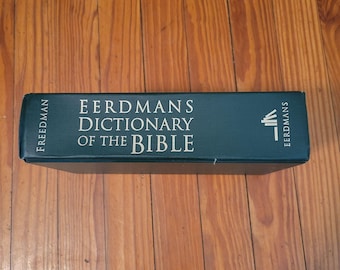 FREEDMAN
EERDMANS
DICTIONARY
OF THE BIBLE
EERDMANS